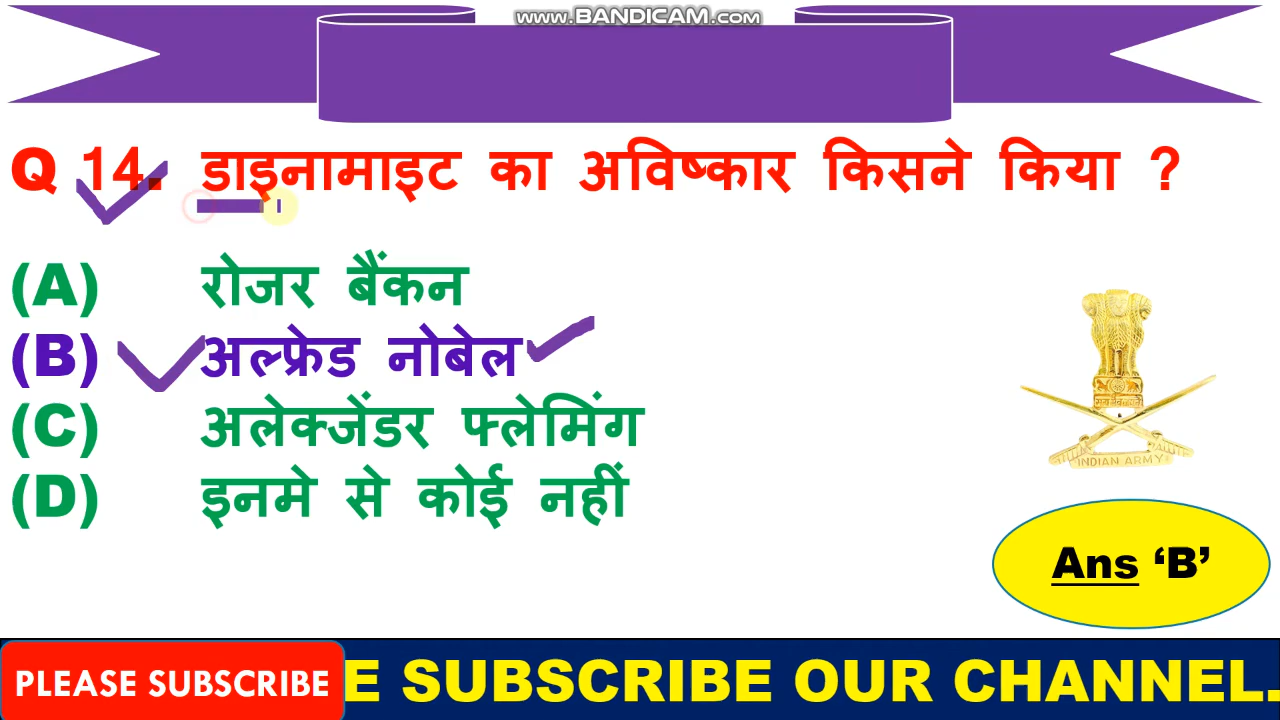 www.BANDICAM.com
Q 14. डाइनामाइट का अविष्कार किसने किया ?
(A) रोजर बैंकन
(B) अल्फ्रेड नोबेल
(C) अलेक्जेंडर फ्लेमिंग
(D) इनमे से कोई नहीं
INDIAN ARMY
Ans ‘B’
PLEASE SUBSCRIBE
E SUBSCRIBE OUR CHANNEL.